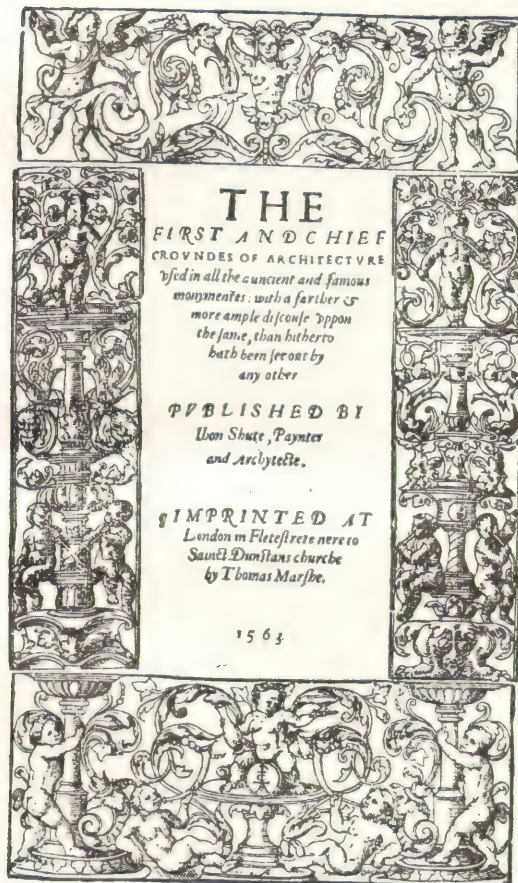 THE
FIRST AND CHIEF
GROVNDES OF ARCHITECTVRE
vſed in all the auncient and famous
monymentes: with a farther &
more ample diſcouſe vppon
the ſame, than hitherto
hath been ſet out by
any other
PVBLISHED BY
Ihon Shute, Paynter
and Archytecte.
¶IMPRINTED AT
London in Fleteſtrete nere to
Sainct Dunſtans churche
by Thomas Marſhe.
1563